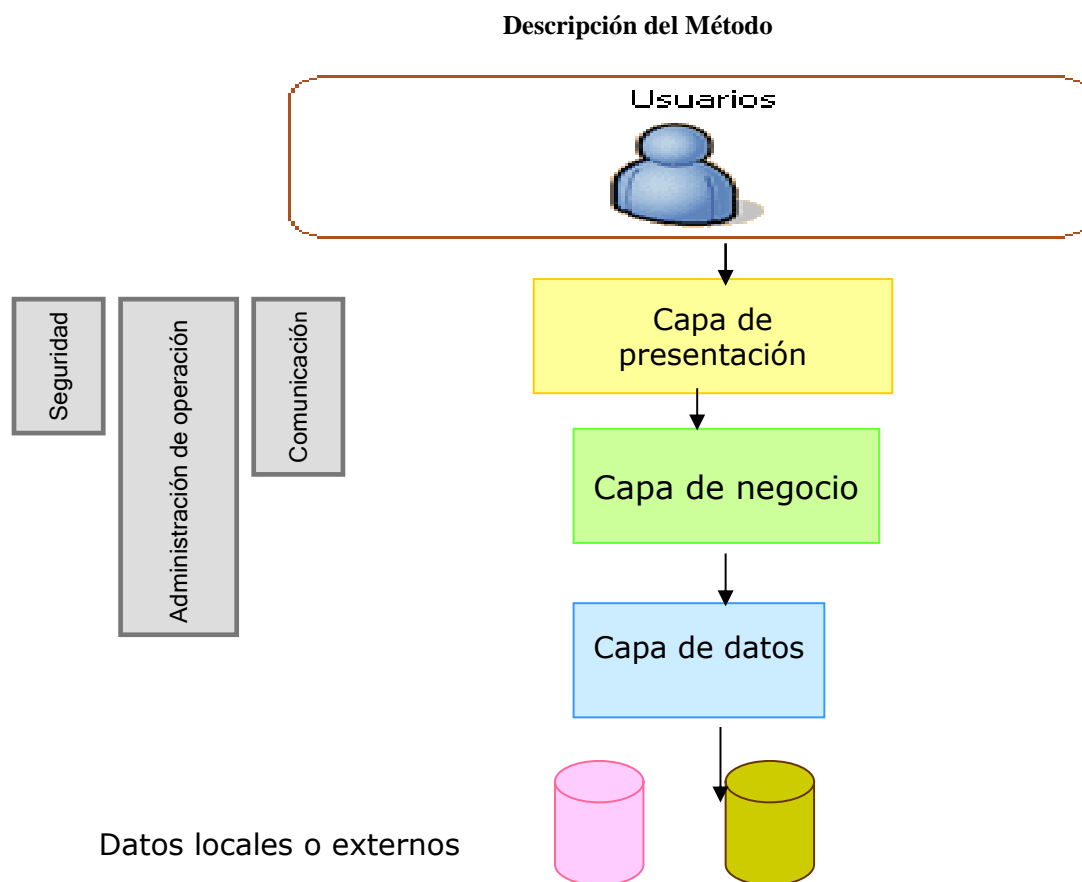 Descripción del Método
Usuarios
Seguridad
Administración de operación
Comunicación
Capa de
presentación
Capa de negocio
Capa de datos
Datos locales o externos